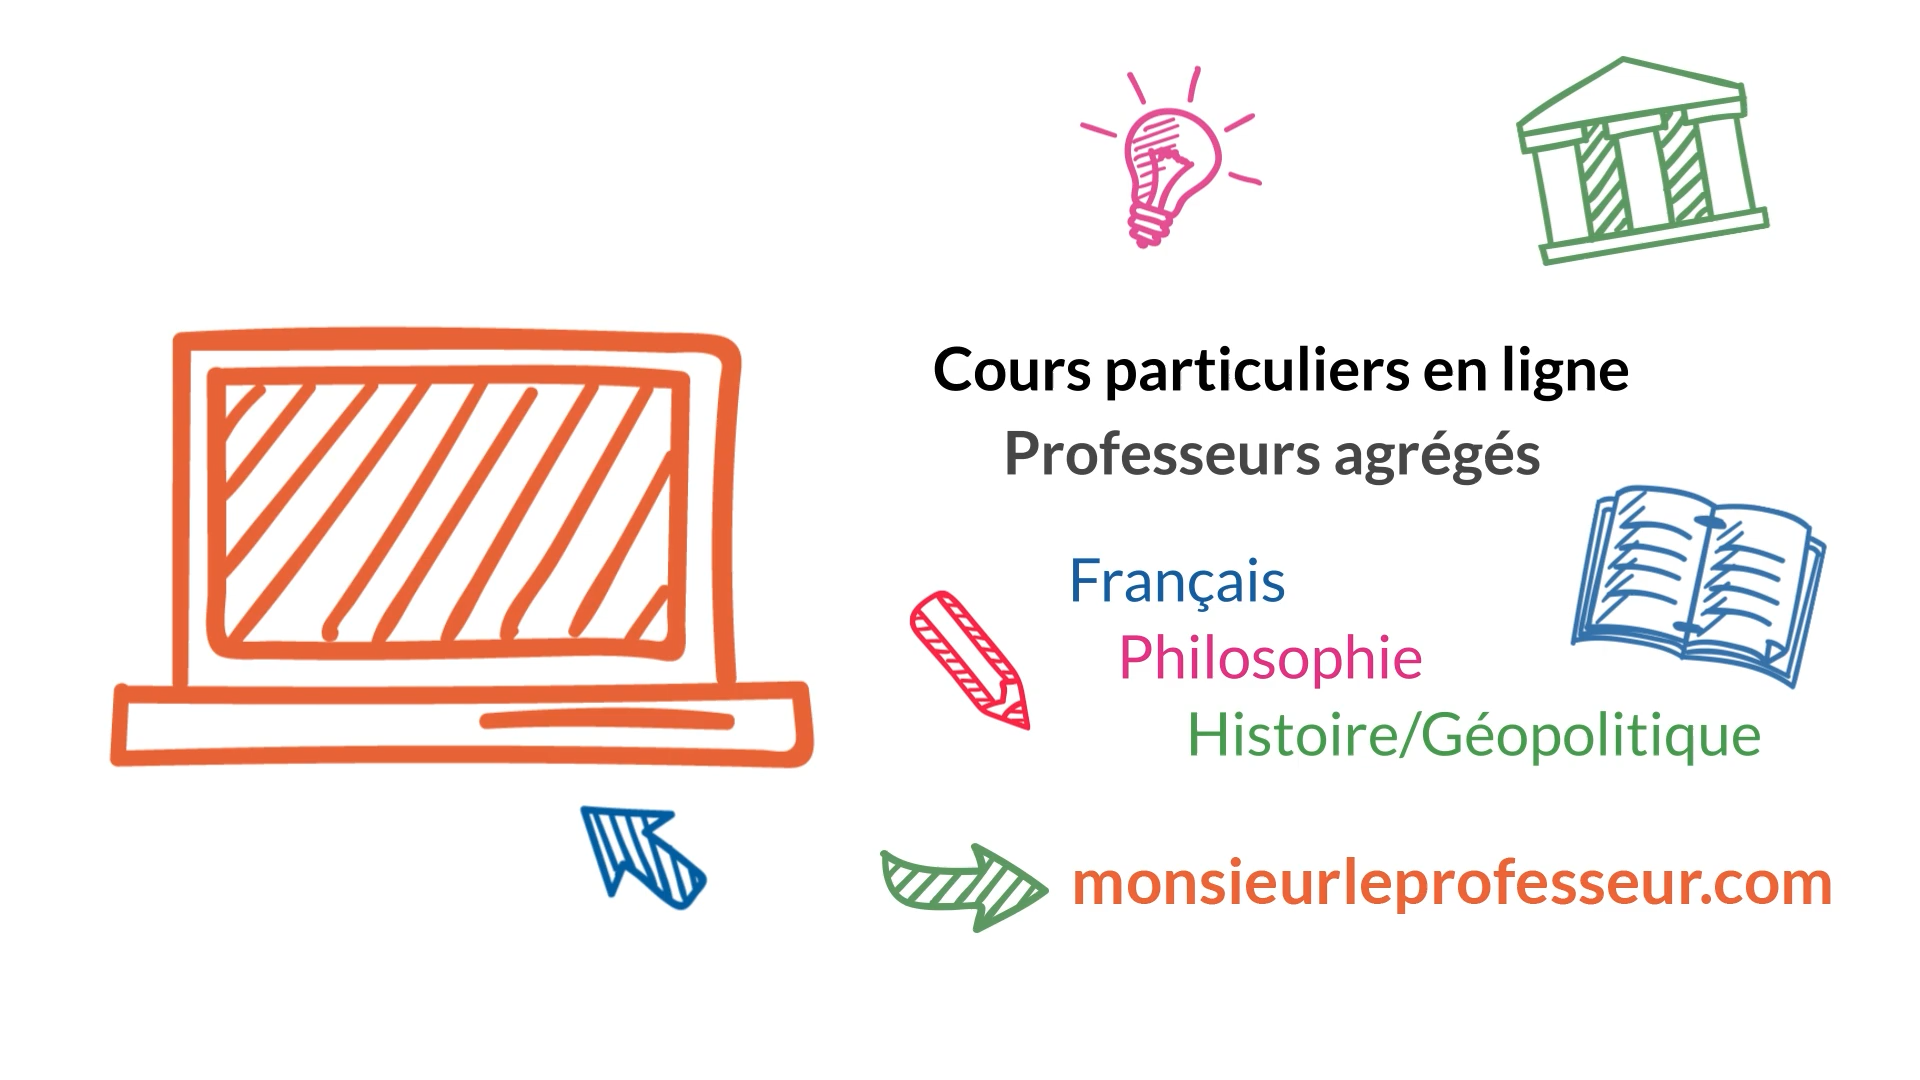 Cours particuliers en ligne
Professeurs agrégés
Français
Philosophie
Histoire/Géopolitique
monsieurleprofesseur.com